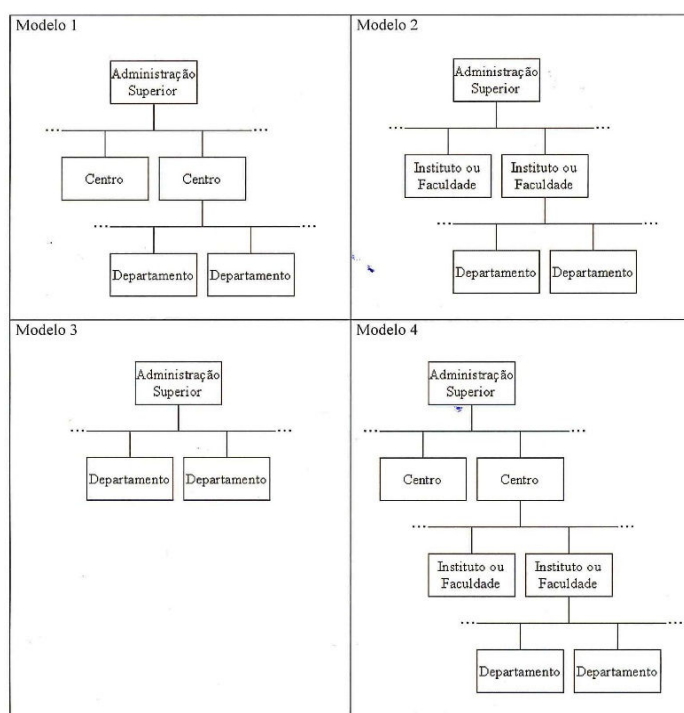 Modelo 1
Administração
Superior
...
...
Centro
Centro
...
...
Departamento
Departamento
Modelo 2
Administração
Superior
...
...
Instituto ou
Faculdade
Instituto ou
Faculdade
...
...
Departamento
Departamento
Modelo 3
Administração
Superior
...
...
Departamento
Departamento
Modelo 4
Administração
Superior
...
...
Centro
Centro
...
...
Instituto ou
Faculdade
Instituto ou
Faculdade
...
...
Departamento
Departamento